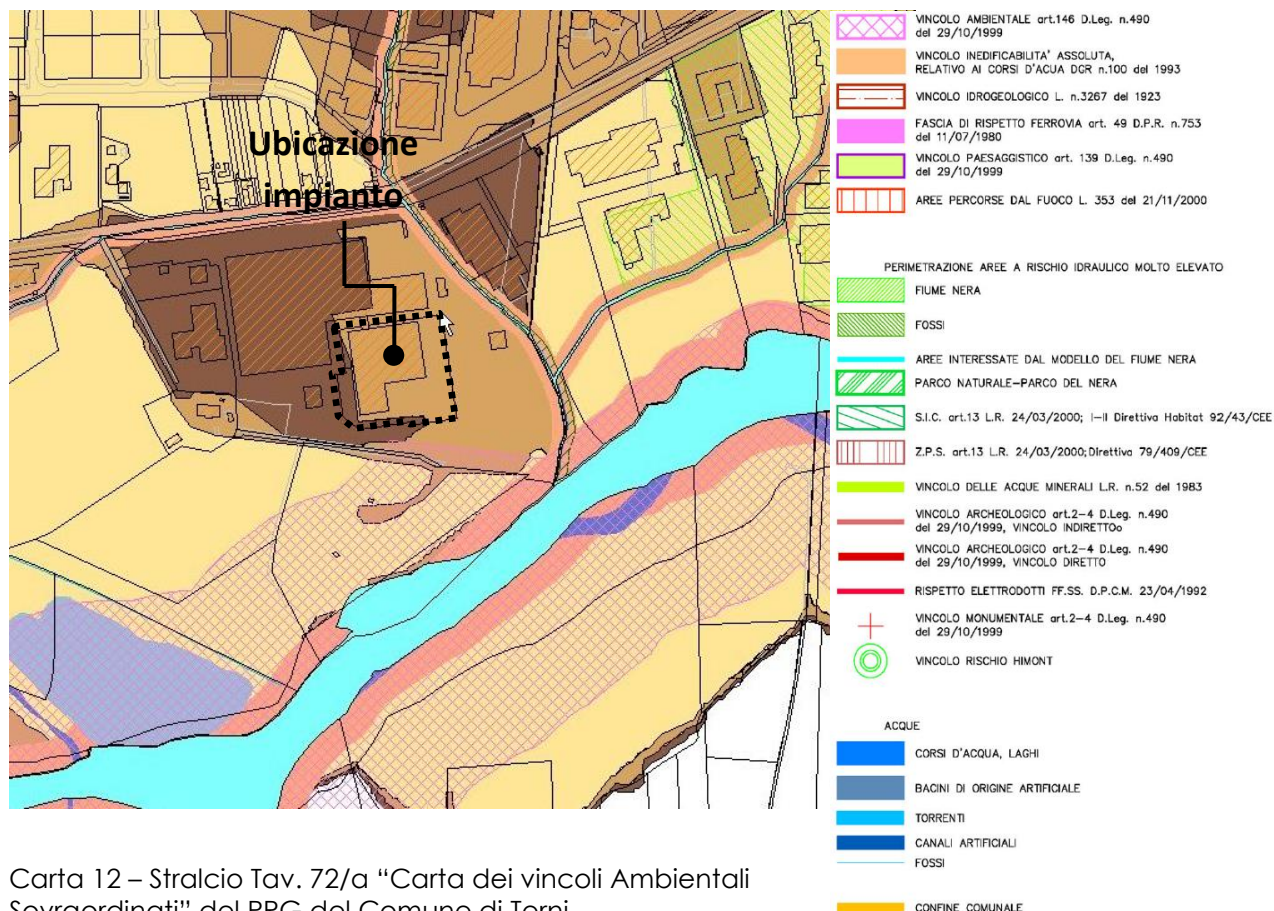 Ubicazione
impianto
VINCOLO AMBIENTALE art.146 D.Leg. n.490
del 29/10/1999
VINCOLO INEDIFICABILITA' ASSOLUTA,
RELATIVO AI CORSI D'ACUA DGR n.100 del 1993
VINCOLO IDROGEOLOGICO L. n.3267 del 1923
FASCIA DI RISPETTO FERROVIA art. 49 D.P.R. n.753
del 11/07/1980
VINCOLO PAESAGGISTICO art. 139 D.Leg. n.490
del 29/10/1999
AREE PERCORSE DAL FUOCO L. 353 del 21/11/2000
PERIMETRAZIONE AREE A RISCHIO IDRAULICO MOLTO ELEVATO
FIUME NERA
FOSSI
AREE INTERESSATE DAL MODELLO DEL FIUME NERA
PARCO NATURALE-PARCO DEL NERA
S.I.C. art.13 L.R. 24/03/2000; I-II Direttiva Habitat 92/43/CEE
Z.P.S. art.13 L.R. 24/03/2000;Direttiva 79/409/CEE
VINCOLO DELLE ACQUE MINERALI L.R. n.52 del 1983
VINCOLO ARCHEOLOGICO art.2-4 D.Leg. n.490
del 29/10/1999, VINCOLO INDIRETTOo
VINCOLO ARCHEOLOGICO art.2-4 D.Leg. n.490
del 29/10/1999, VINCOLO DIRETTO
RISPETTO ELETTRODOTTI FF.SS. D.P.C.M. 23/04/1992
VINCOLO MONUMENTALE art.2-4 D.Leg. n.490
del 29/10/1999
VINCOLO RISCHIO HIMONT
ACQUE
CORSI D'ACQUA, LAGHI
BACINI DI ORIGINE ARTIFICIALE
TORRENTI
CANALI ARTIFICIALI
FOSSI
CONFINE COMUNALE
Carta 12 – Stralcio Tav. 72/a “Carta dei vincoli Ambientali
Sovraordinati” del PRG del Comune di Terni